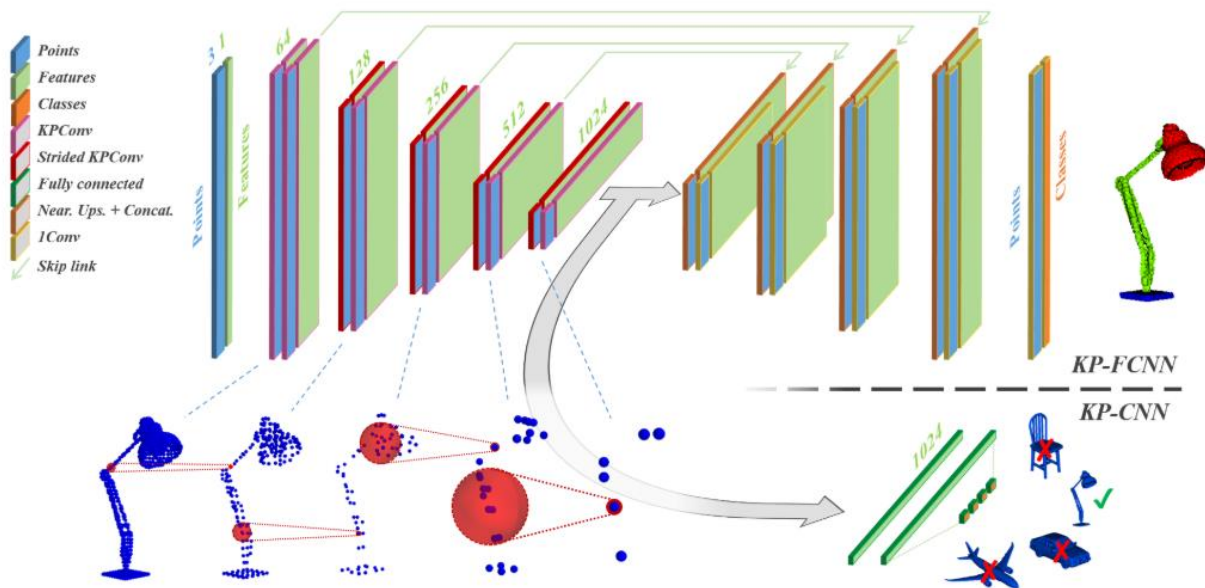 Points
Features
Classes
KPConv
Strided KPConv
Fully connected
Near. Ups. + Concat.
1Conv
Skip link
3
1
64
128
256
512
1024
Points
Features
Points
Classes
KP-FCNN
KP-CNN
1024